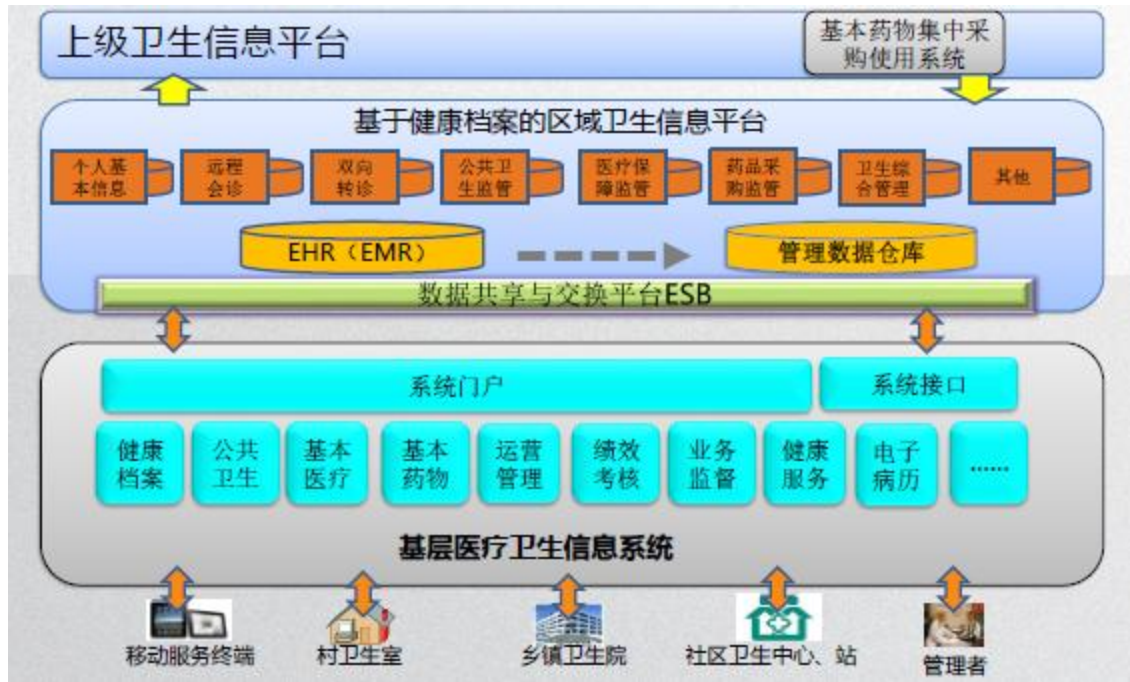 上级卫生信息平台
基本药物集中采
购使用系统
基于健康档案的区域卫生信息平台
个人基
本信息
远程
会诊
双向
转诊
公共卫
生监管
医疗保
障监管
药品采
购监管
卫生综
合管理
其他
EHR（EMR）
管理数据仓库
数据共享与交换平台ESB
系统门户
系统接口
健康
档案
公共
卫生
基本
医疗
基本
药物
运营
管理
绩效
考核
业务
监督
健康
服务
电子
病历
······
基层医疗卫生信息系统
移动服务终端
村卫生室
乡镇卫生院
社区卫生中心、站
管理者